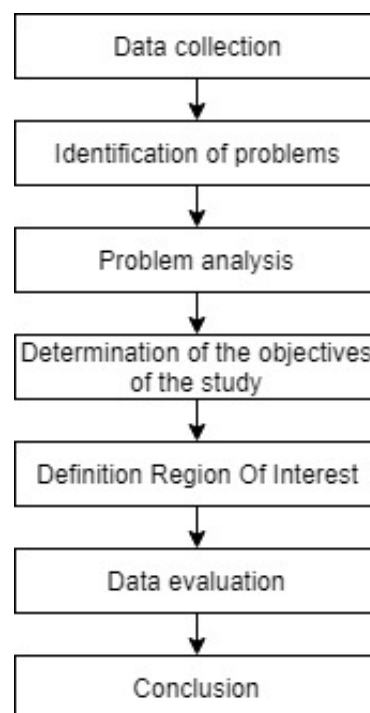 Data collection
Identification of problems
Problem analysis
Determination of the objectives
of the study
Definition Region Of Interest
Data evaluation
Conclusion